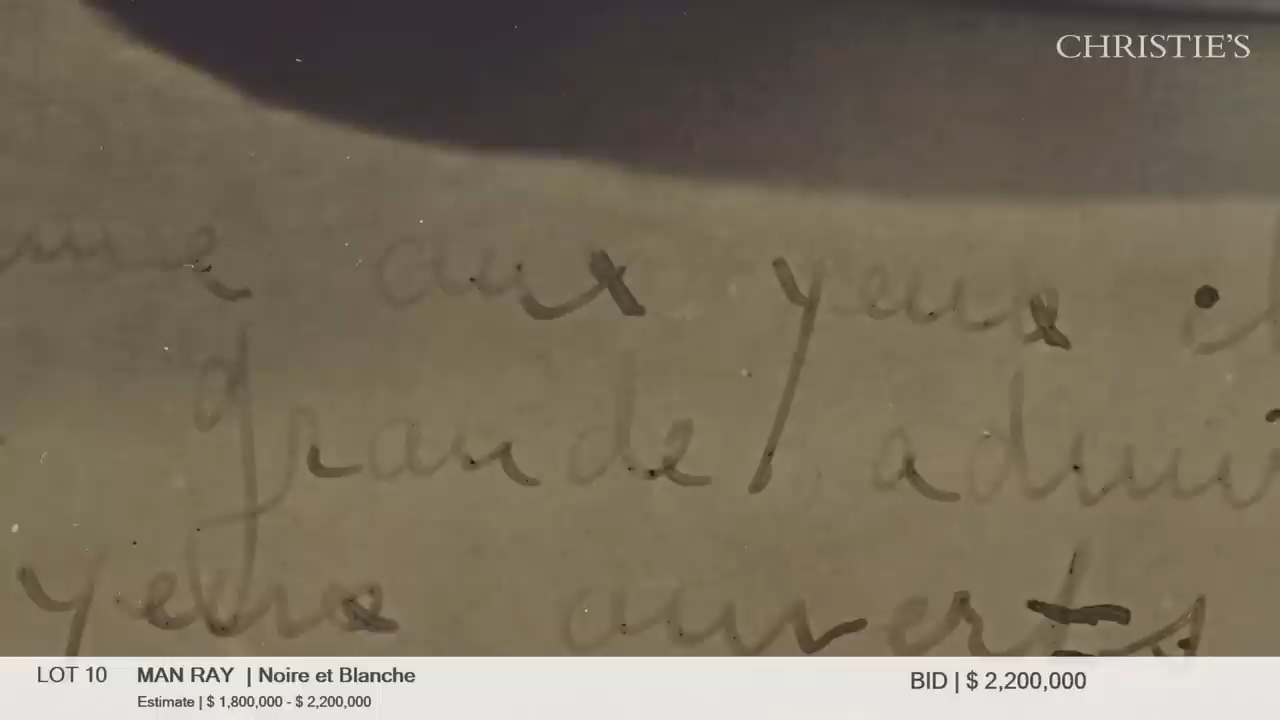 CHRISTIE'S
aux yeux
grande admi
yeux ouverts
LOT 10 MAN RAY | Noire et Blanche BID | $ 2,200,000
Estimate | $ 1,800,000 - $ 2,200,000